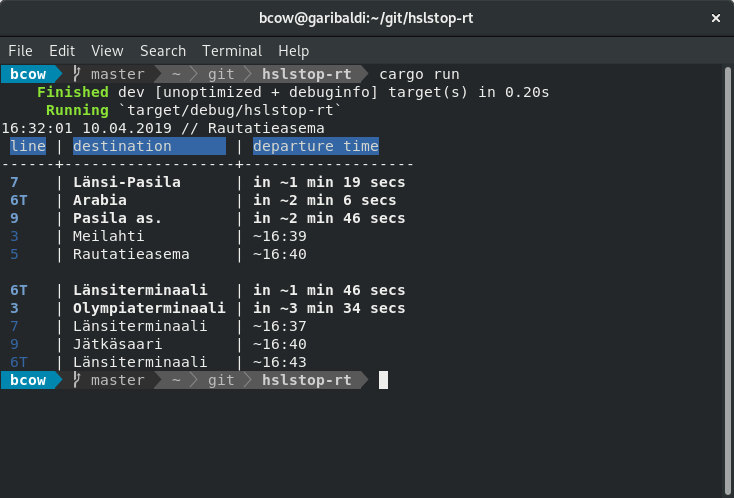 bcow@garibaldi:~/git/hslstop-rt ×
File Edit View Search Terminal Help
bcow master ~ git hslstop-rt cargo run
Finished dev [unoptimized + debuginfo] target(s) in 0.20s
Running `target/debug/hslstop-rt`
16:32:01 10.04.2019 // Rautatieasema
line | destination | departure time
------+-------------------+-------------------
7 | Länsi-Pasila | in ~1 min 19 secs
6T | Arabia | in ~2 min 6 secs
9 | Pasila as. | in ~2 min 46 secs
3 | Meilahti | ~16:39
5 | Rautatieasema | ~16:40
6T | Länsiterminaali | in ~1 min 46 secs
3 | Olympiaterminaali | in ~3 min 34 secs
7 | Länsiterminaali | ~16:37
9 | Jätkäsaari | ~16:40
6T | Länsiterminaali | ~16:43
bcow master ~ git hslstop-rt